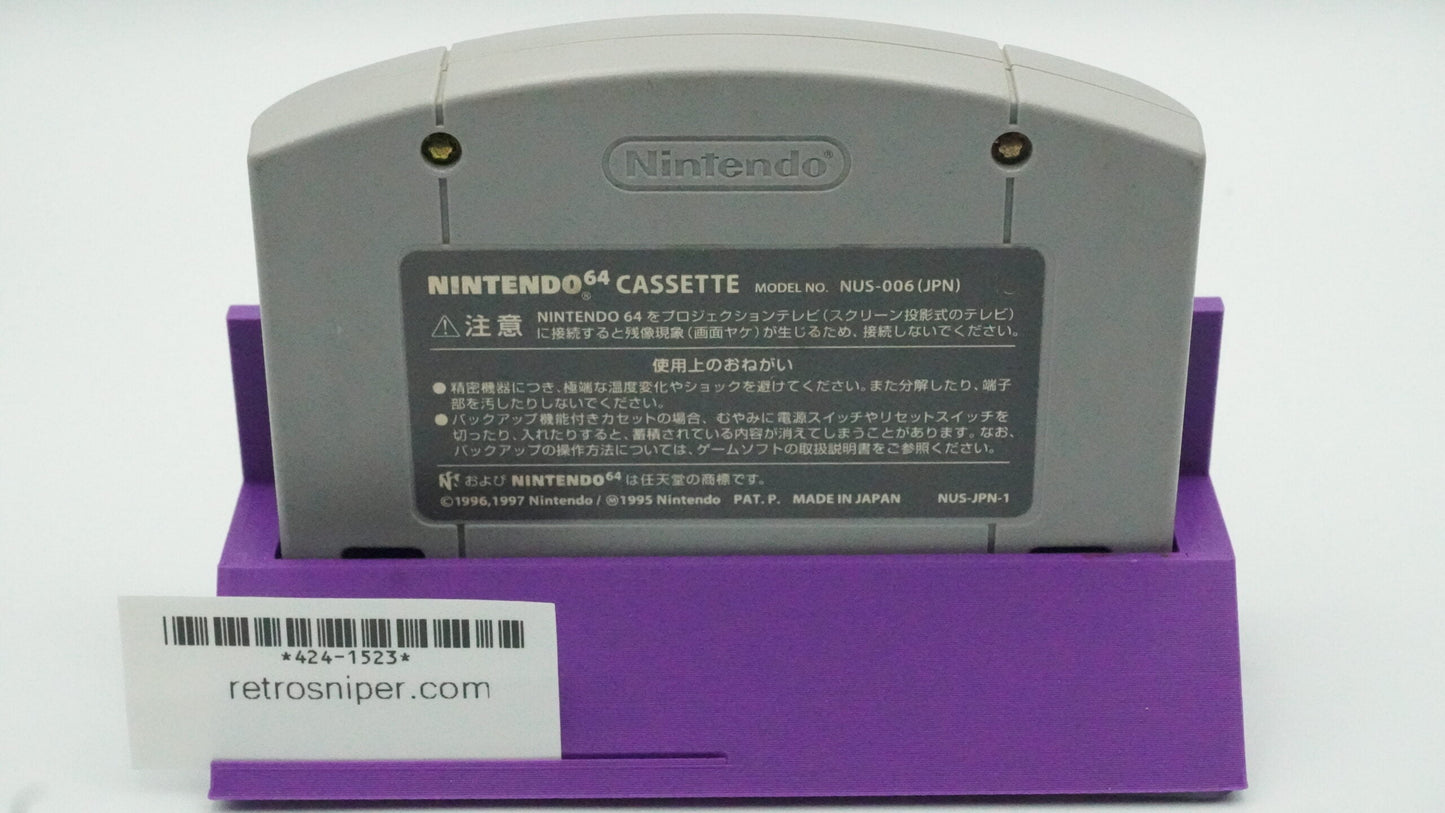 Nintendo®
NINTENDO64® CASSETTE MODEL NO. NUS-006(JPN)
⚠注意 NINTENDO 64をプロジェクションテレビ(スクリーン投影式のテレビ)
に接続すると残像現象(画面ヤケ)が生じるため、接続しないでください。
使用上のおねがい
●精密機器につき、極端な温度変化やショックを避けてください。また分解したり、端子
部を汚したりしないでください。
●バックアップ機能付きカセットの場合、むやみに電源スイッチやリセットスイッチを
切ったり、入れたりすると、蓄積されている内容が消えてしまうことがあります。なお、
バックアップの操作方法については、ゲームソフトの取扱説明書をご参照ください。
および NINTENDO64は任天堂の商標です。
©1996,1997 Nintendo/Ⓜ1995 Nintendo PAT. P. MADE IN JAPAN NUS-JPN-1
*424-1523*
retrosniper.com